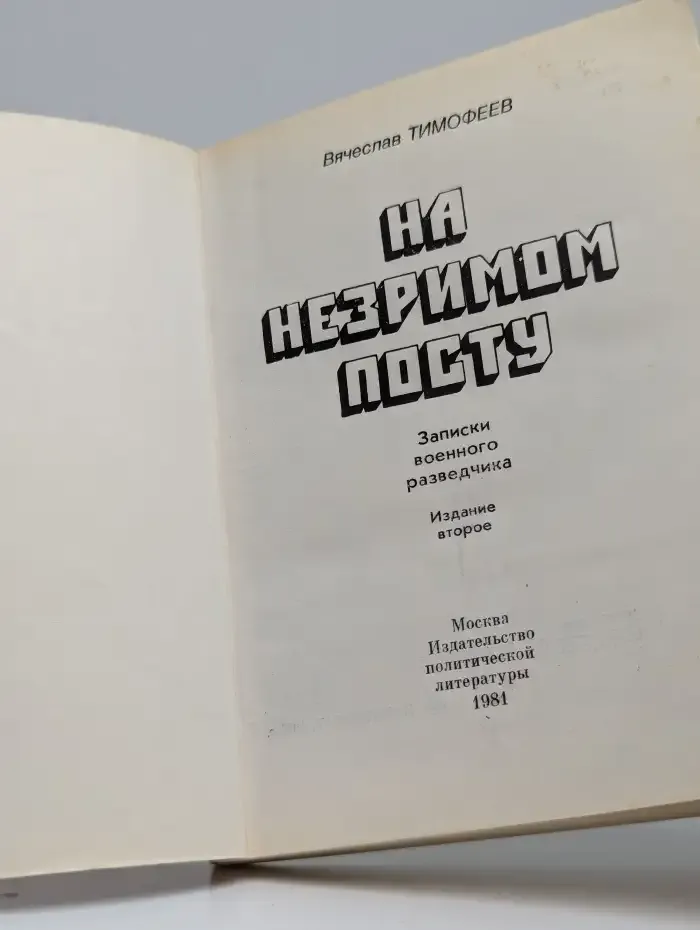 Вячеслав ТИМОФЕЕВ
НА
НЕЗРИМОМ
ПОСТУ
Записки
военного
разведчика
Издание
второе
Москва
Издательство
политической
литературы
1981